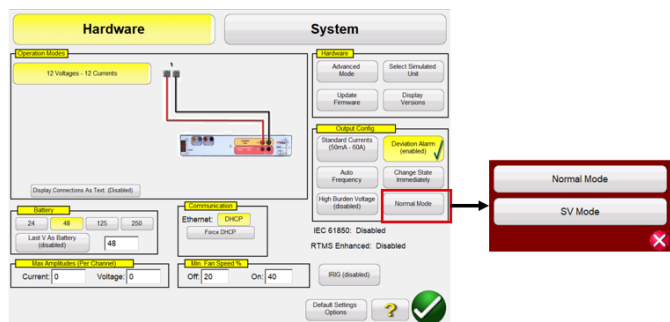 Hardware
System
Operation Modes
12 Voltages - 12 Currents
1
Display Connections As Text: (Disabled)
Hardware
Advanced
Mode
Select Simulated
Unit
Update
Firmware
Display
Versions
Output Config
Standard Currents
(50mA - 60A)
Deviation Alarm
(enabled)
Auto
Frequency
Change State
Immediately
High Burden Voltage
(disabled)
Normal Mode
Normal Mode
SV Mode
Battery
24
48
125
250
Last V As Battery
(disabled)
48
Communication
Ethernet:
DHCP
Force DHCP
IEC 61850: Disabled
RTMS Enhanced: Disabled
Max Amplitudes (Per Channel)
Current: 0
Voltage: 0
Min. Fan Speed %
Off: 20
On: 40
IRIG (disabled)
Default Settings
Options
?